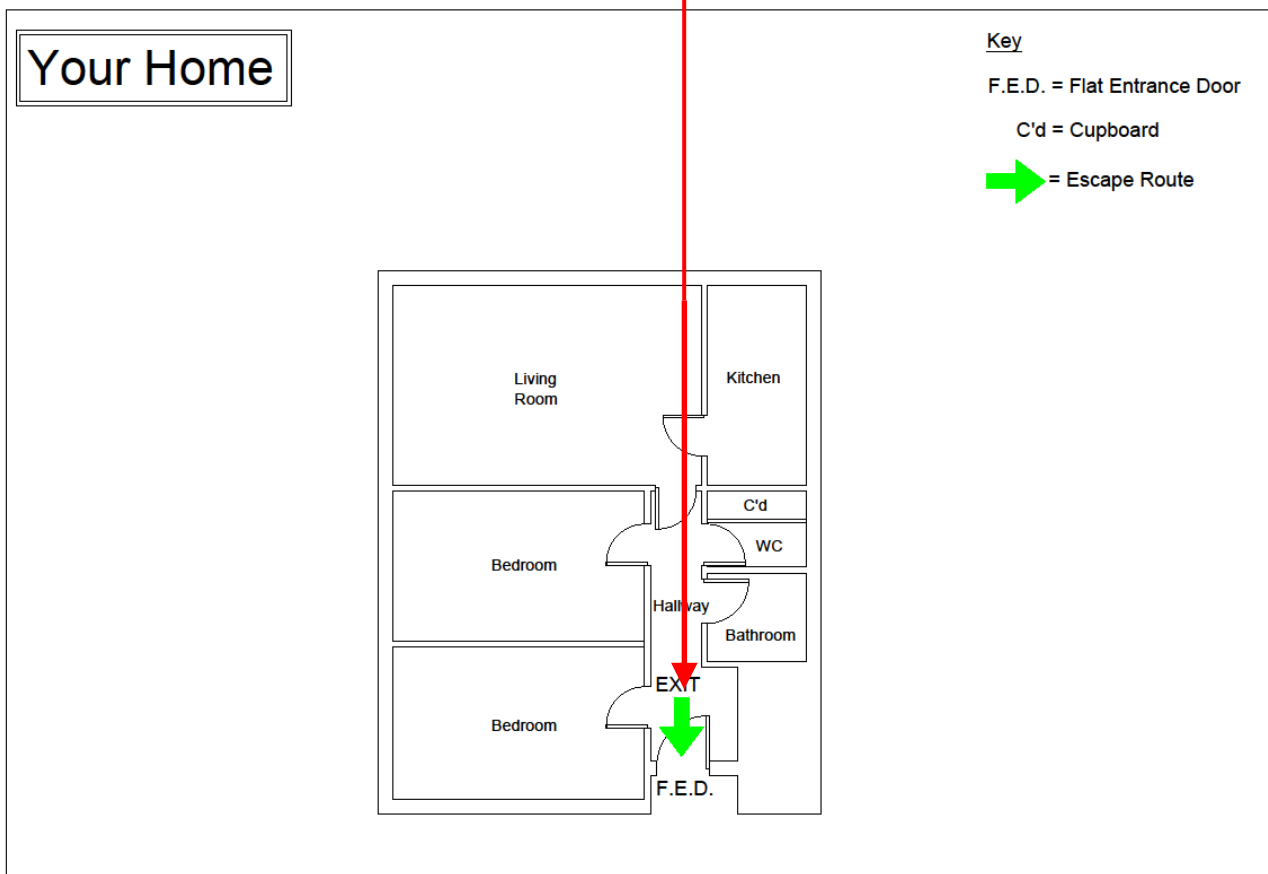 Your Home
Key
F.E.D. = Flat Entrance Door
C'd = Cupboard
= Escape Route
Living
Room
Kitchen
C'd
WC
Bedroom
Hallway
Bathroom
EXIT
Bedroom
F.E.D.